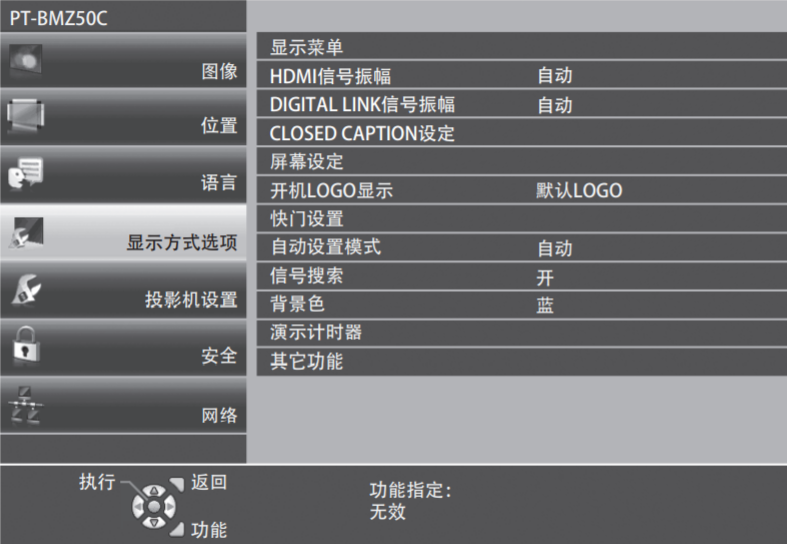 PT-BMZ50C
图像
位置
语言
显示方式选项
投影机设置
安全
网络
显示菜单
HDMI信号振幅 自动
DIGITAL LINK信号振幅 自动
CLOSED CAPTION设定
屏幕设定
开机LOGO显示 默认LOGO
快门设置
自动设置模式 自动
信号搜索 开
背景色 蓝
演示计时器
其它功能
执行
返回
功能
功能指定:
无效